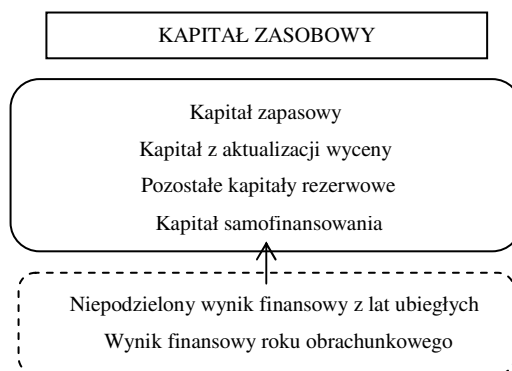 KAPITAŁ ZASOBOWY
Kapitał zapasowy
Kapitał z aktualizacji wyceny
Pozostałe kapitały rezerwowe
Kapitał samofinansowania
Niepodzielony wynik finansowy z lat ubiegłych
Wynik finansowy roku obrachunkowego